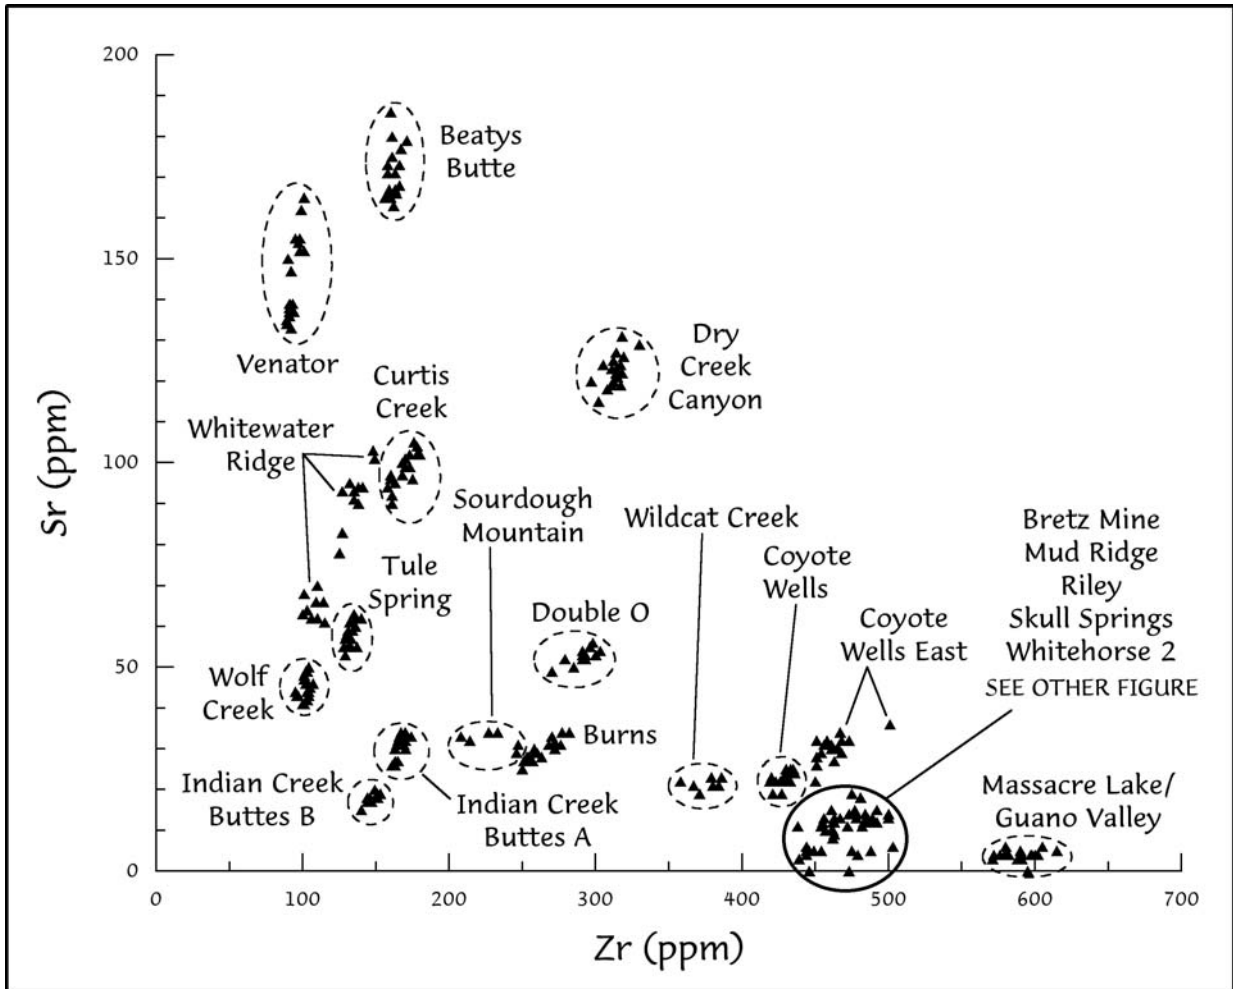 200
150
100
50
0
Sr (ppm)
0
100
200
300
400
500
600
700
Zr (ppm)
Beatys
Butte
Venator
Dry
Creek
Canyon
Curtis
Creek
Whitewater
Ridge
Sourdough
Mountain
Wildcat Creek
Bretz Mine
Mud Ridge
Riley
Skull Springs
Whitehorse 2
SEE OTHER FIGURE
Coyote
Wells
Tule
Spring
Double O
Coyote
Wells East
Wolf
Creek
Burns
Indian Creek
Buttes B
Indian Creek
Buttes A
Massacre Lake/
Guano Valley